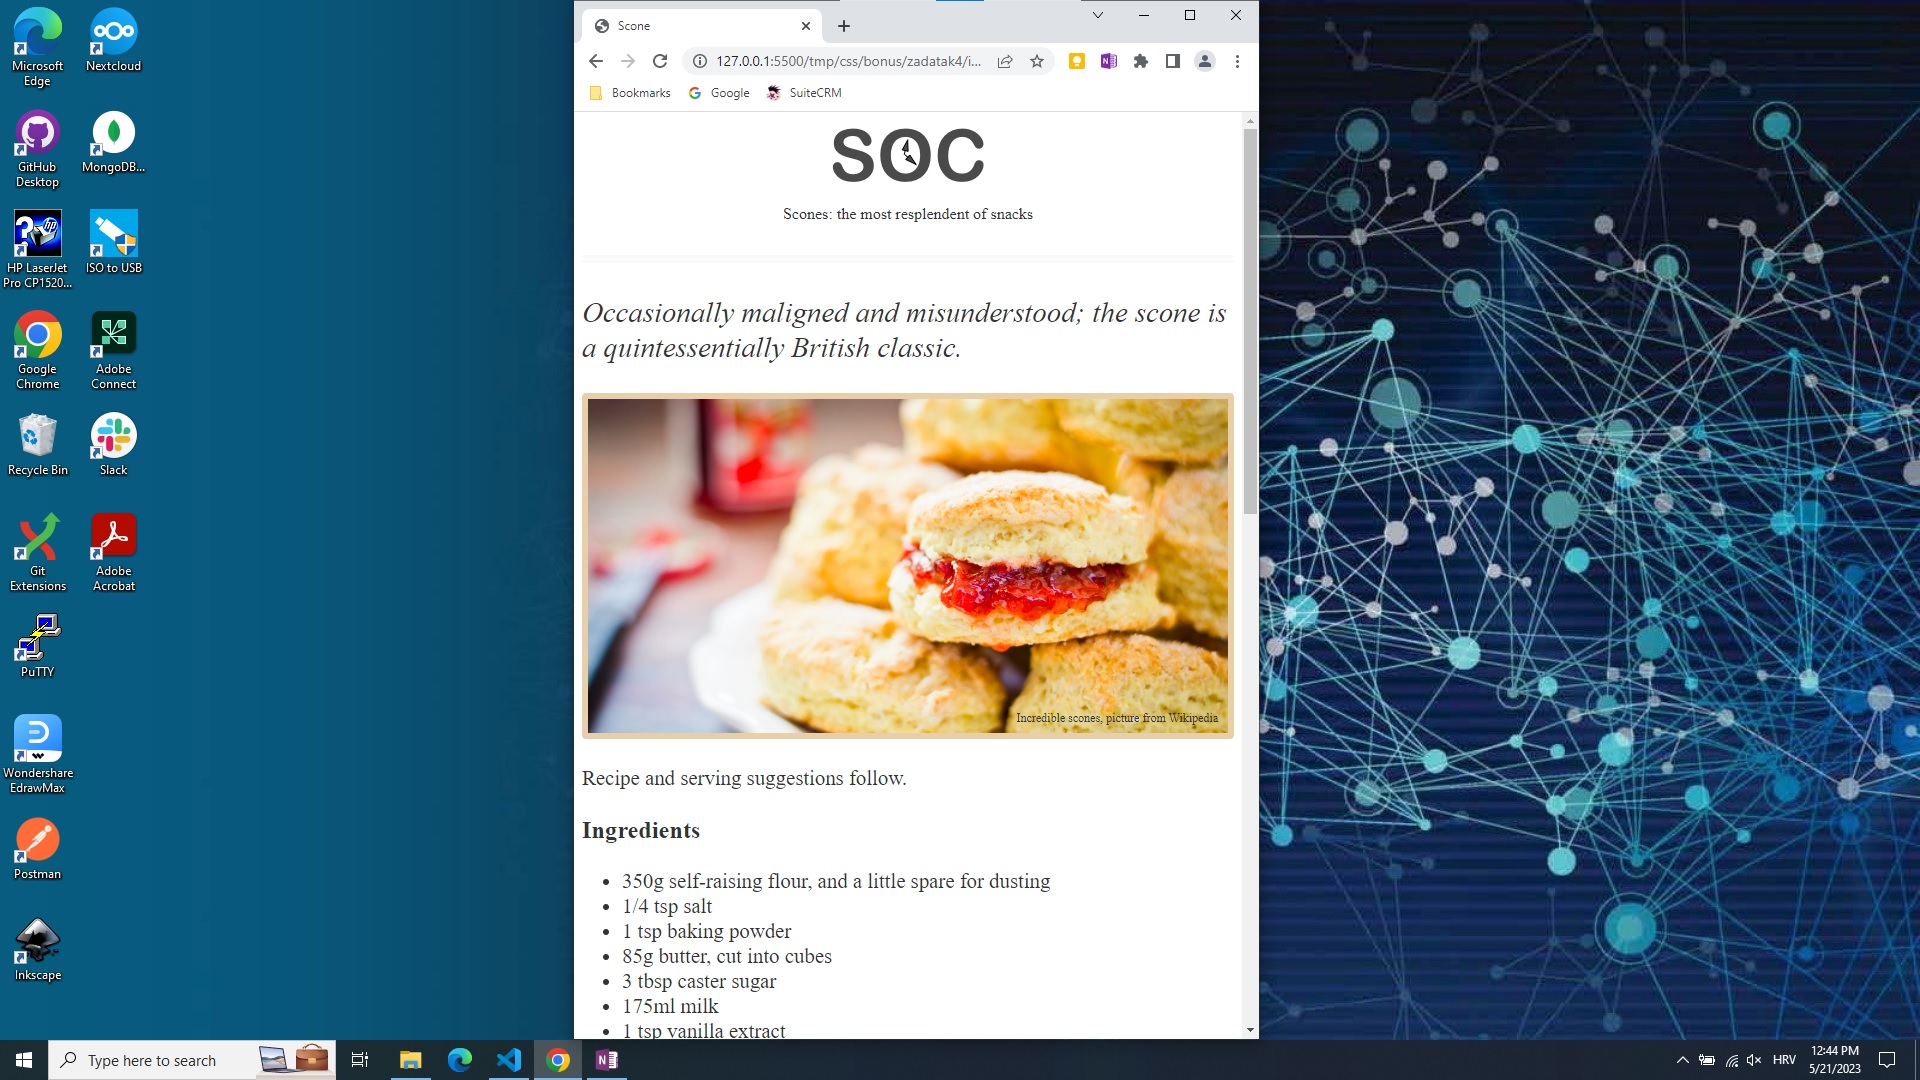 Microsoft
Edge
Nextcloud
GitHub
Desktop
MongoDB...
HP LaserJet
Pro CP1520...
ISO to USB
Google
Chrome
Adobe
Connect
Recycle Bin
Slack
Git
Extensions
Adobe
Acrobat
PuTTY
Wondershare
EdrawMax
Postman
Inkscape
Scone
127.0.0.1:5500/tmp/css/bonus/zadatak4/i...
Bookmarks
Google
SuiteCRM
SOC
Scones: the most resplendent of snacks
Occasionally maligned and misunderstood; the scone is
a quintessentially British classic.
Incredible scones, picture from Wikipedia
Recipe and serving suggestions follow.
Ingredients
• 350g self-raising flour, and a little spare for dusting
• 1/4 tsp salt
• 1 tsp baking powder
• 85g butter, cut into cubes
• 3 tbsp caster sugar
• 175ml milk
• 1 tsp vanilla extract
Type here to search
HRV
12:44 PM
5/21/2023